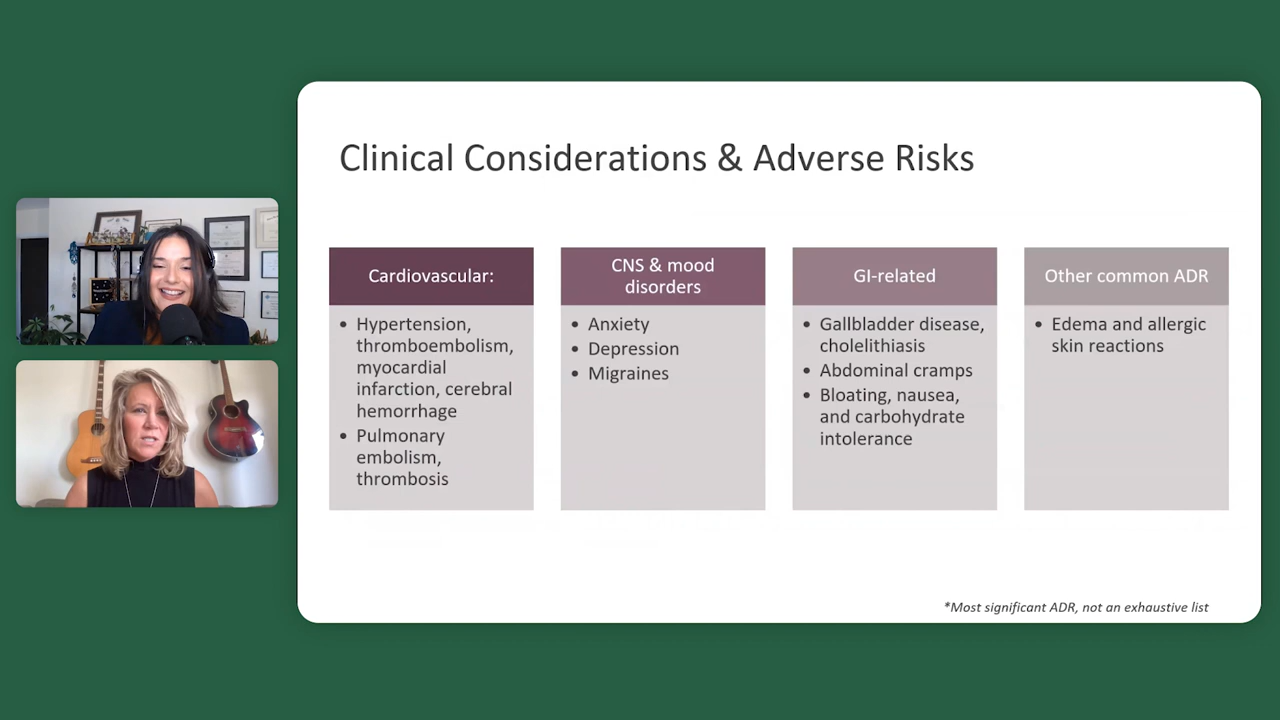 Clinical Considerations & Adverse Risks
Cardiovascular:
• Hypertension,
thromboembolism,
myocardial
infarction, cerebral
hemorrhage
• Pulmonary
embolism,
thrombosis
CNS & mood
disorders
• Anxiety
• Depression
• Migraines
GI-related
• Gallbladder disease,
cholelithiasis
• Abdominal cramps
• Bloating, nausea,
and carbohydrate
intolerance
Other common ADR
• Edema and allergic
skin reactions
*Most significant ADR, not an exhaustive list